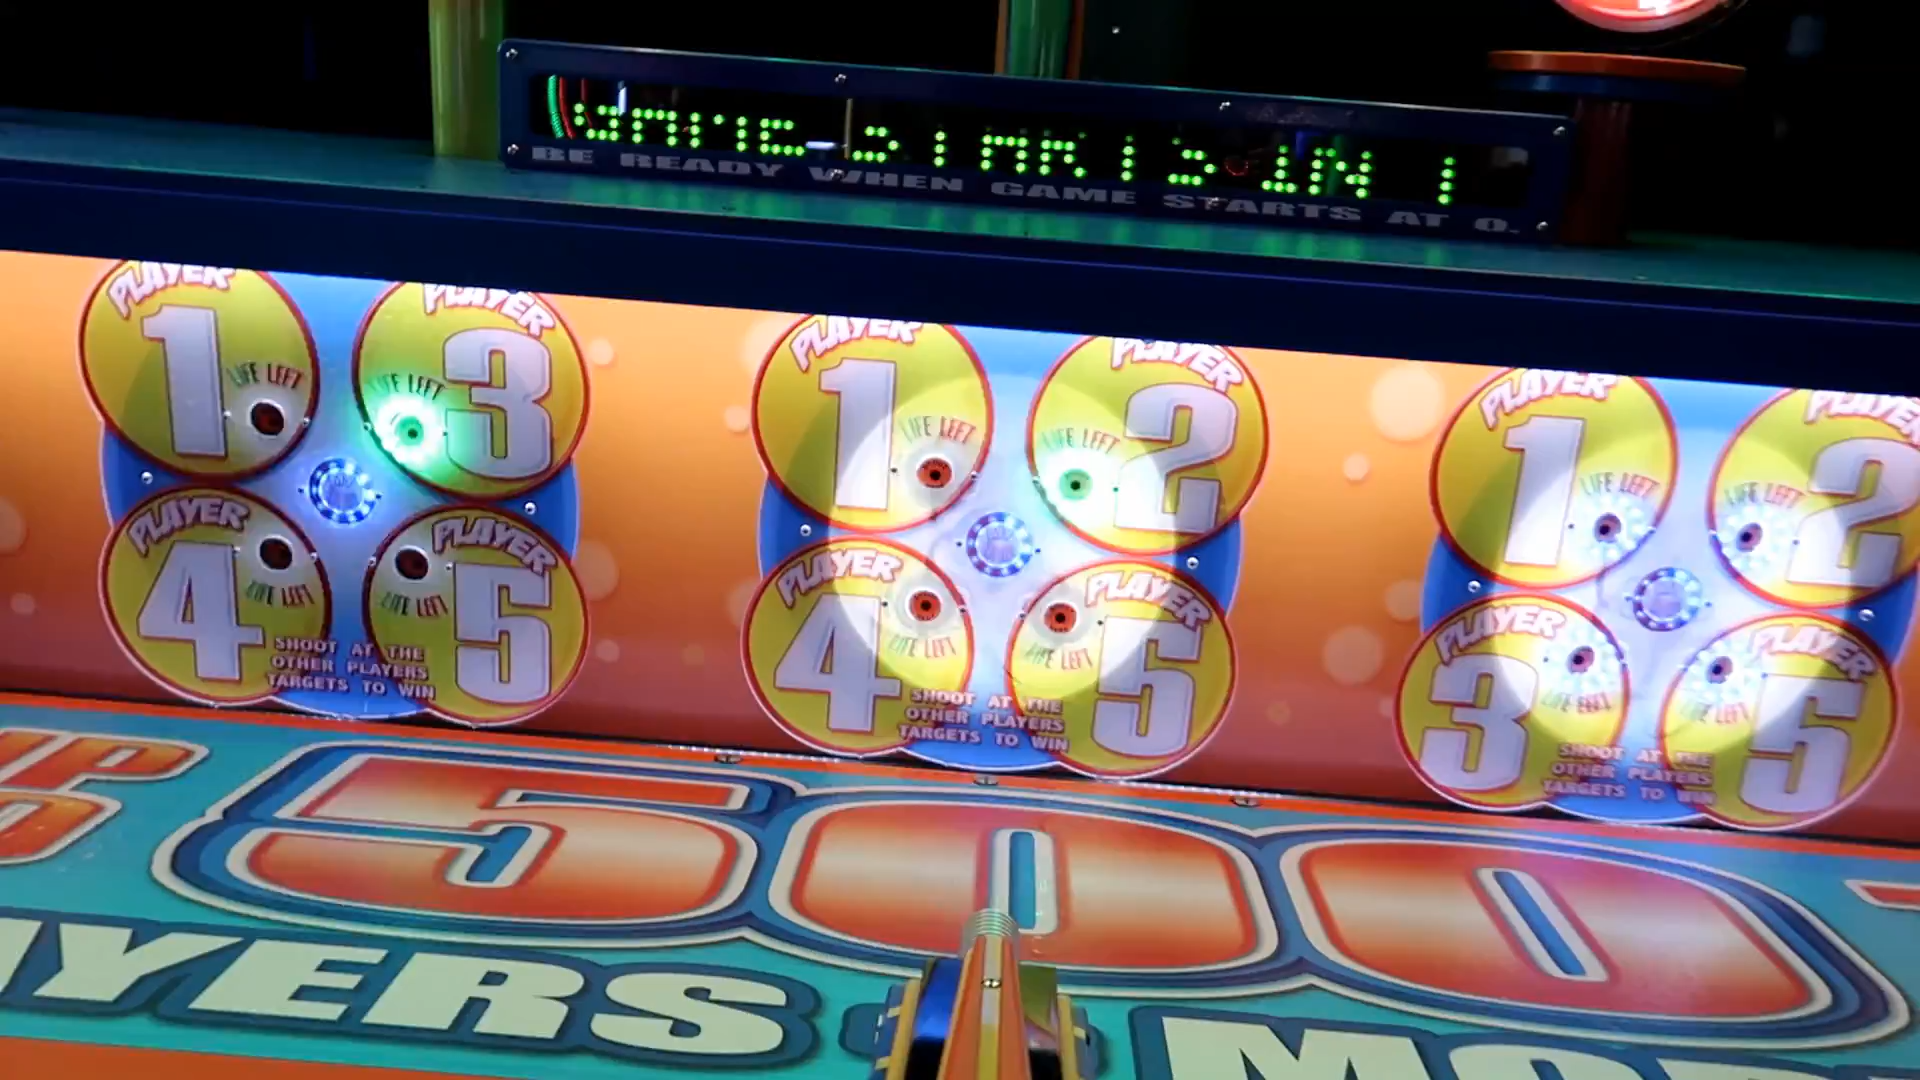 GAME STARTS IN 1
BE READY WHEN GAME STARTS AT 0.
PLAYER
1
LIFE LEFT
PLAYER
3
LIFE LEFT
PLAYER
4
LIFE LEFT
PLAYER
5
LIFE LEFT
SHOOT AT THE
OTHER PLAYERS
TARGETS TO WIN
PLAYER
1
LIFE LEFT
PLAYER
2
LIFE LEFT
PLAYER
4
LIFE LEFT
PLAYER
5
LIFE LEFT
SHOOT AT THE
OTHER PLAYERS
TARGETS TO WIN
PLAYER
1
LIFE LEFT
PLAYER
2
LIFE LEFT
PLAYER
3
LIFE LEFT
PLAYER
5
LIFE LEFT
SHOOT AT THE
OTHER PLAYERS
TARGETS TO WIN
500